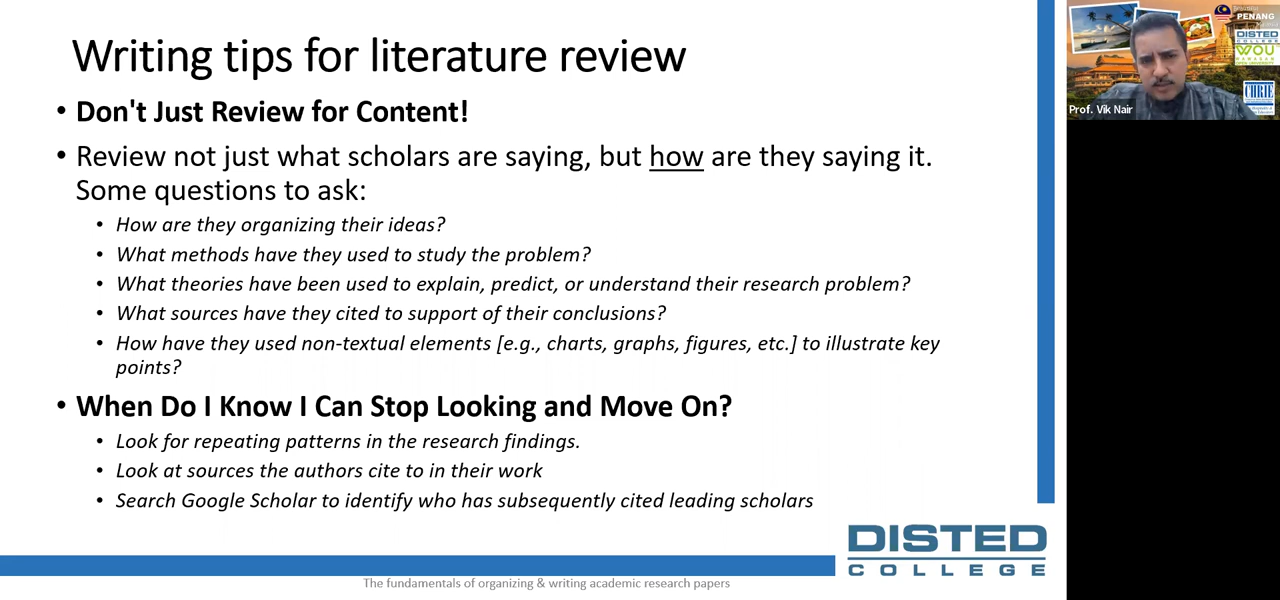 Writing tips for literature review
• Don't Just Review for Content!
• Review not just what scholars are saying, but how are they saying it.
Some questions to ask:
• How are they organizing their ideas?
• What methods have they used to study the problem?
• What theories have been used to explain, predict, or understand their research problem?
• What sources have they cited to support of their conclusions?
• How have they used non-textual elements [e.g., charts, graphs, figures, etc.] to illustrate key
points?
• When Do I Know I Can Stop Looking and Move On?
• Look for repeating patterns in the research findings.
• Look at sources the authors cite to in their work
• Search Google Scholar to identify who has subsequently cited leading scholars
DISTED
COLLEGE
The fundamentals of organizing & writing academic research papers
PENANG
DISTED
COLLEGE
WOU
CHRIE
Prof. Vik Nair